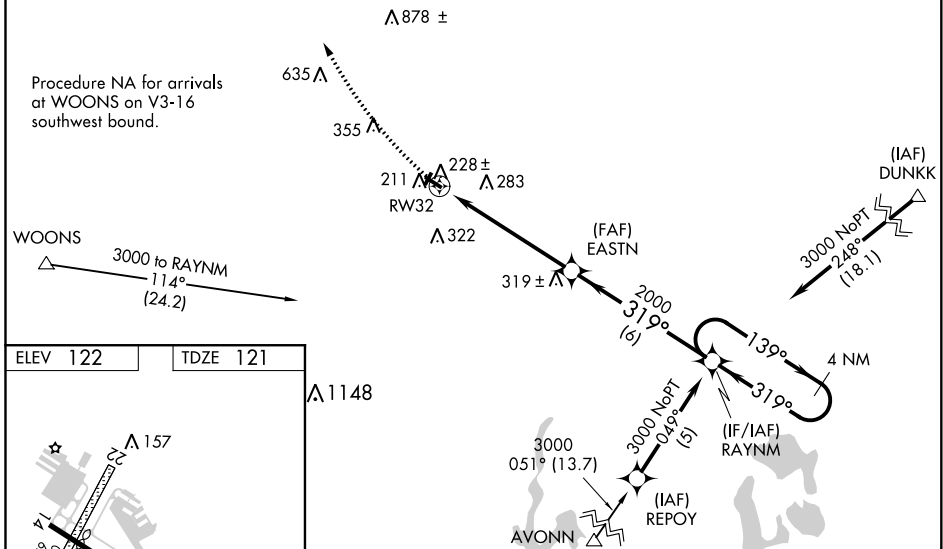 878 ±
Procedure NA for arrivals
at WOONS on V3-16
southwest bound.
635
355
211
228 ±
283
RW32
322
(IAF)
DUNKK
3000 NoPT
248°
(18.1)
WOONS
3000 to RAYNM
114°
(24.2)
(FAF)
EASTN
319 ±
2000
319°
(6)
139°
4 NM
319°
(IF/IAF)
RAYNM
3000 NoPT
049°
(5)
3000
051° (13.7)
(IAF)
REPOY
AVONN
ELEV 122
TDZE 121
1148
157
22
14